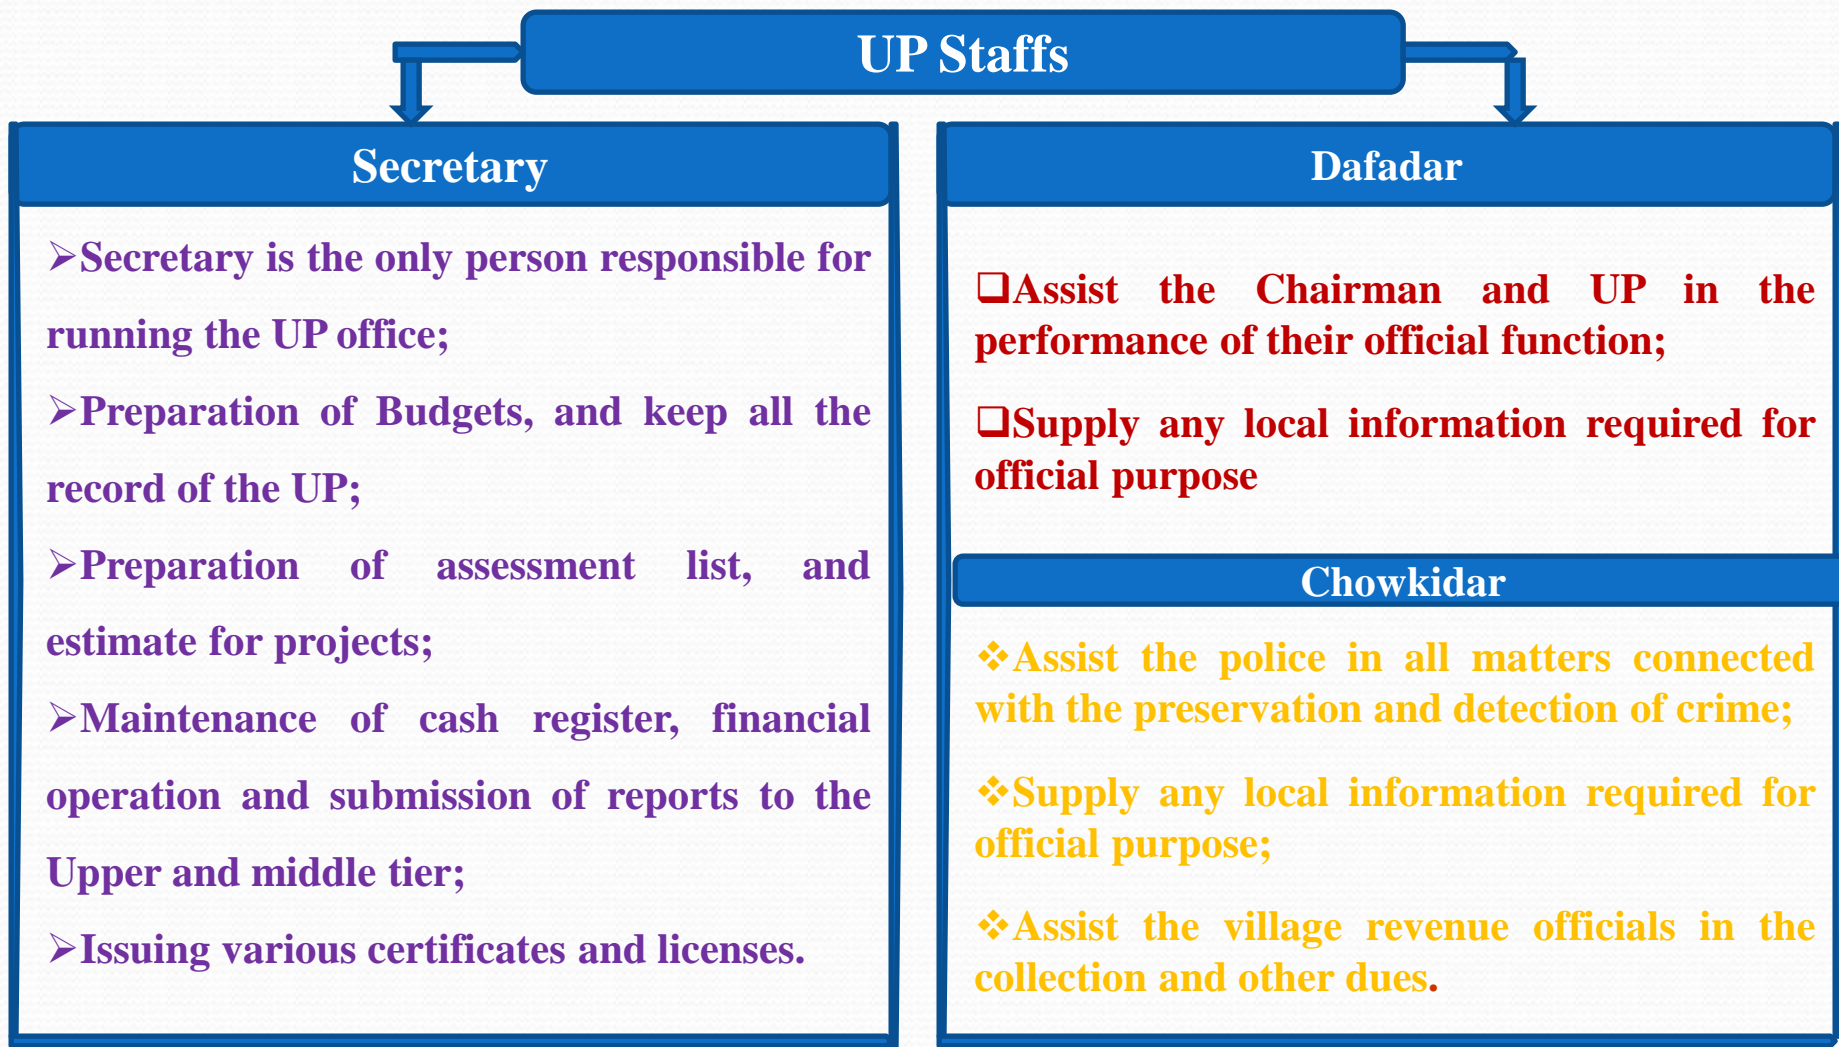 UP Staffs
Secretary
➢Secretary is the only person responsible for
running the UP office;
➢Preparation of Budgets, and keep all the
record of the UP;
➢Preparation of assessment list, and
estimate for projects;
➢Maintenance of cash register, financial
operation and submission of reports to the
Upper and middle tier;
➢Issuing various certificates and licenses.
Dafadar
❑Assist the Chairman and UP in the
performance of their official function;
❑Supply any local information required for
official purpose
Chowkidar
❖Assist the police in all matters connected
with the preservation and detection of crime;
❖Supply any local information required for
official purpose;
❖Assist the village revenue officials in the
collection and other dues.